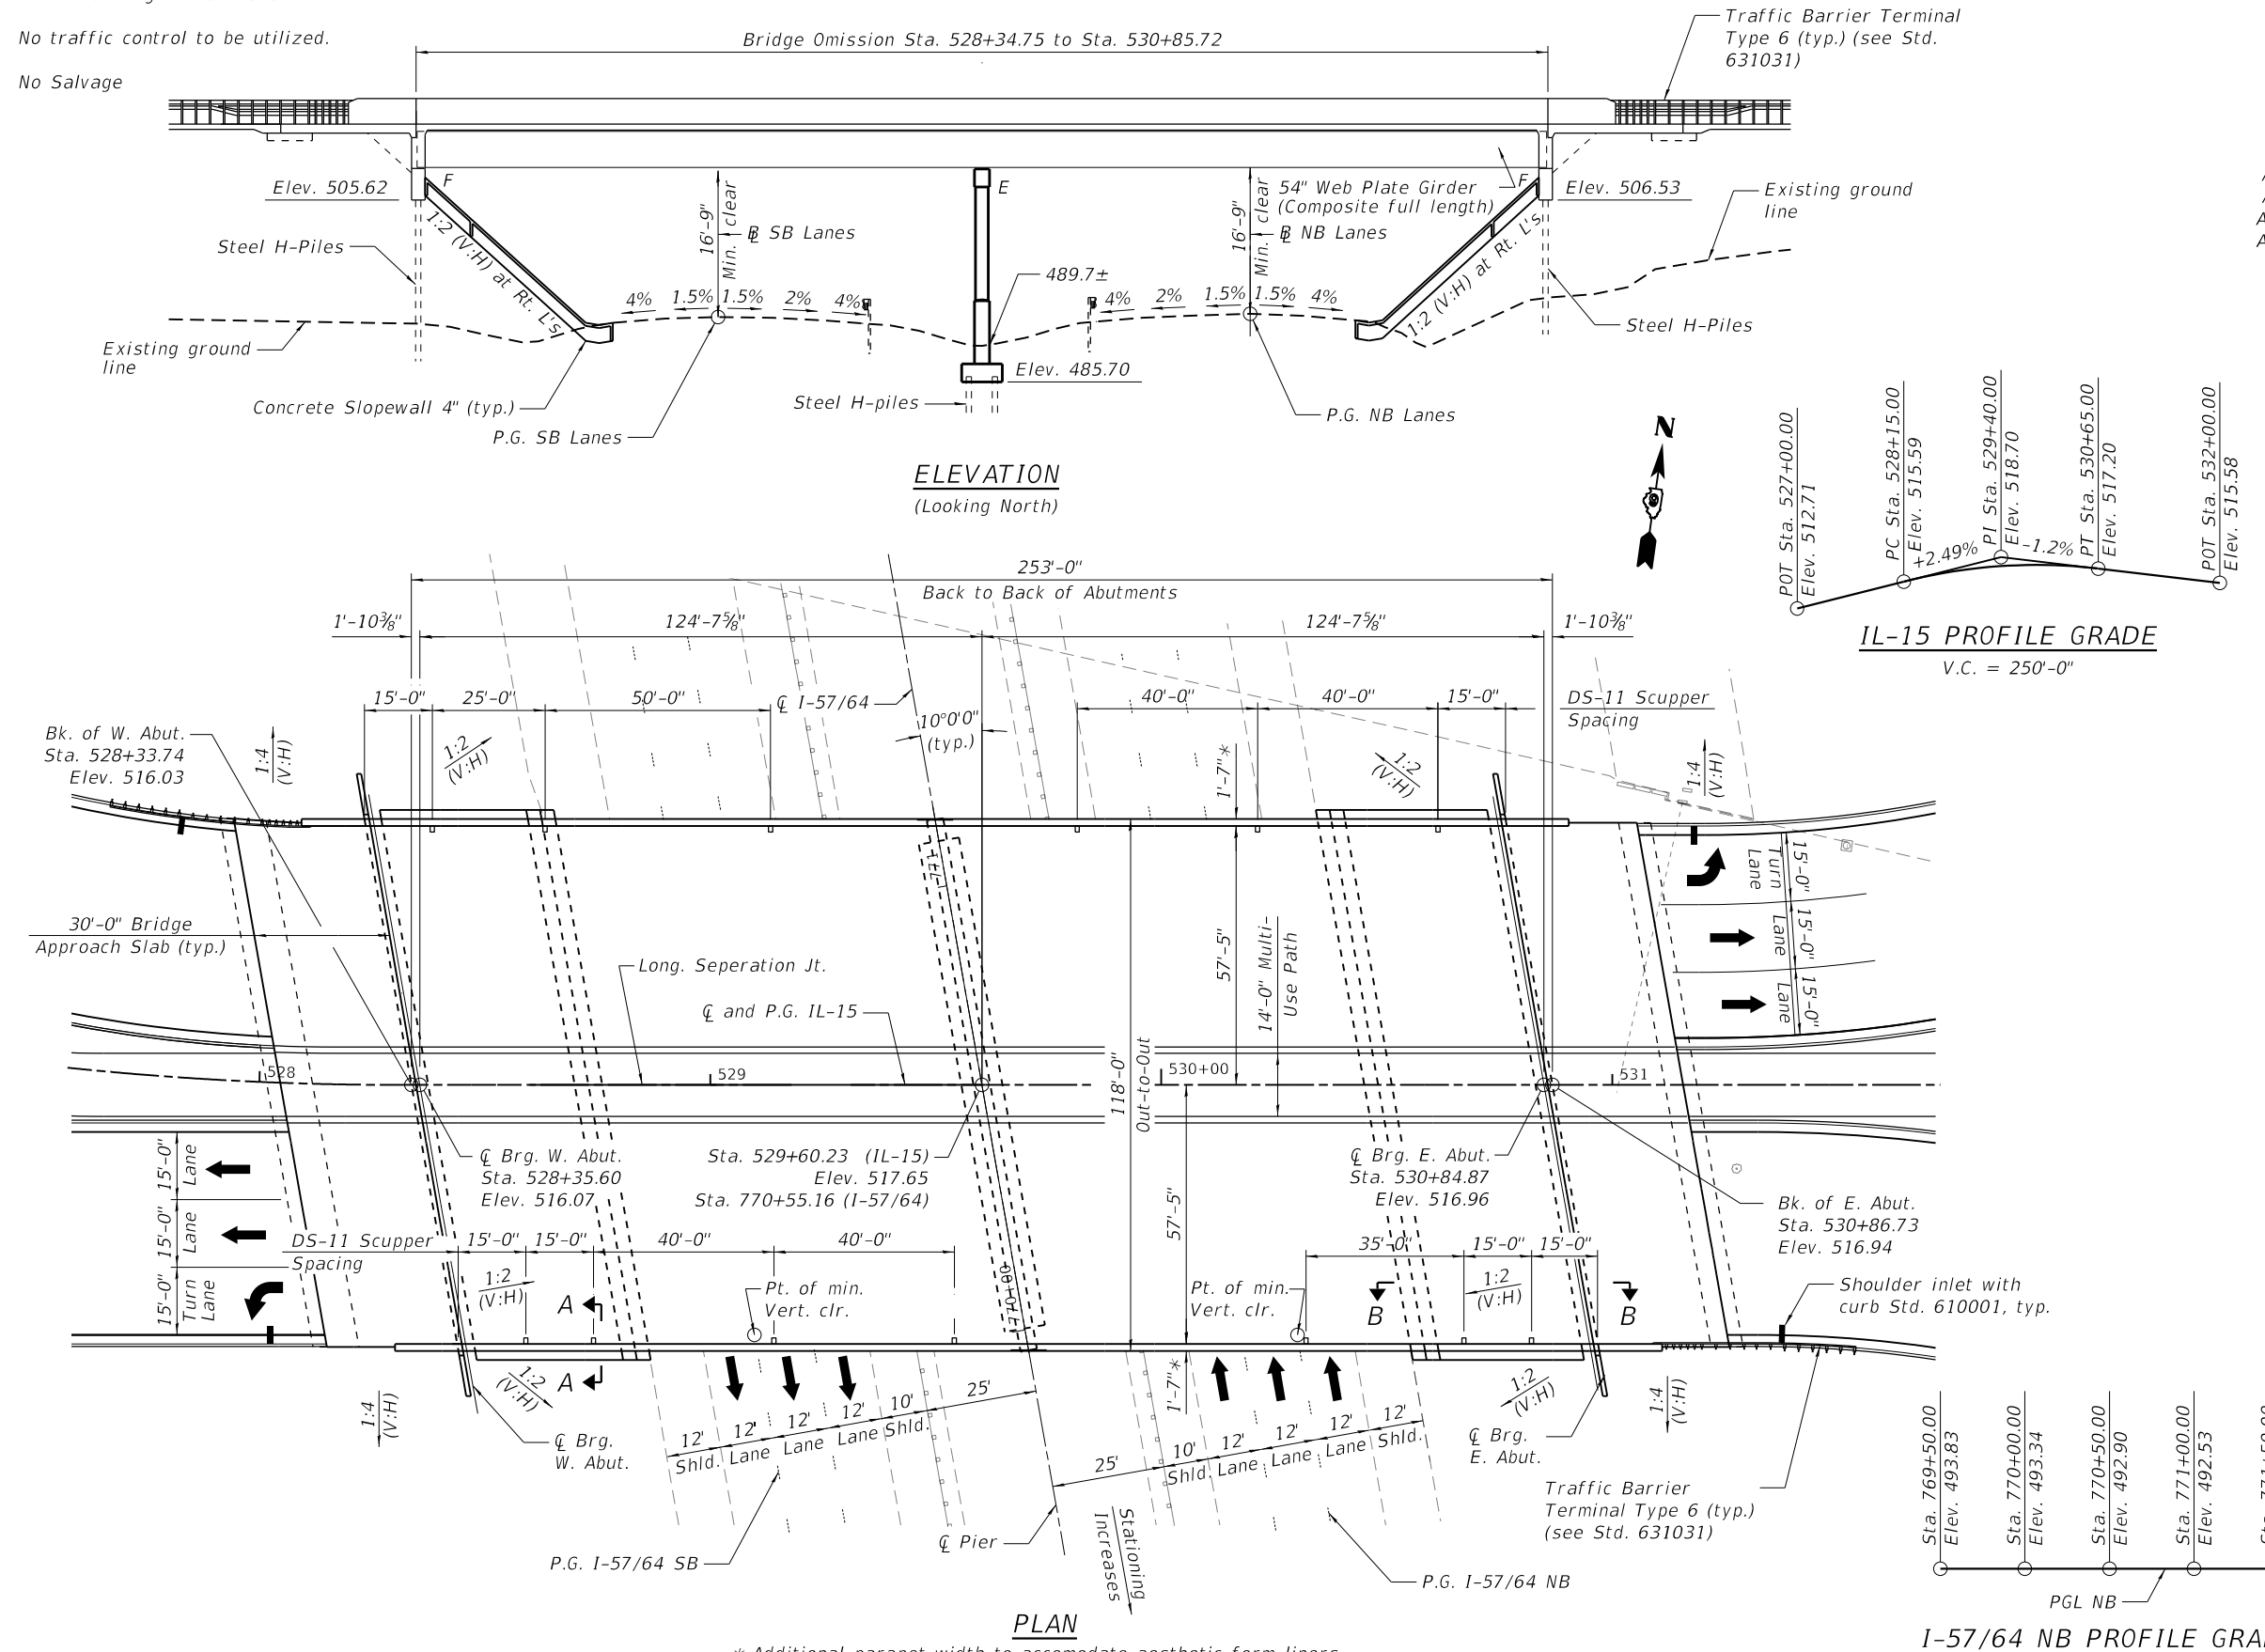 No traffic control to be utilized.
No Salvage
Bridge Omission Sta. 528+34.75 to Sta. 530+85.72
Traffic Barrier Terminal
Type 6 (typ.) (see Std.
631031)
Elev. 505.62
F
16'-9"
Min. clear
℄ SB Lanes
E
54" Web Plate Girder
(Composite full length)
F
16'-9"
Min. clear
℄ NB Lanes
Elev. 506.53
Existing ground
line
Steel H-Piles
1:2 (V:H) at Rt. L's
489.7±
1:2 (V:H) at Rt. L's
4% 1.5% 1.5% 2% 4%
4% 2% 1.5% 1.5% 4%
Steel H-Piles
Existing ground
line
Elev. 485.70
Concrete Slopewall 4" (typ.)
Steel H-piles
P.G. SB Lanes
P.G. NB Lanes
ELEVATION
(Looking North)
N
POT Sta. 527+00.00
Elev. 512.71
PC Sta. 528+15.00
Elev. 515.59
PI Sta. 529+40.00
Elev. 518.70
PT Sta. 530+65.00
Elev. 517.20
POT Sta. 532+00.00
Elev. 515.58
+2.49%
-1.2%
IL-15 PROFILE GRADE
V.C. = 250'-0"
253'-0"
Back to Back of Abutments
1'-10⅜" 124'-7⅝" 124'-7⅝" 1'-10⅜"
15'-0" 25'-0" 50'-0"
℄ I-57/64
10°0'0"
(typ.)
40'-0" 40'-0" 15'-0"
DS-11 Scupper
Spacing
Bk. of W. Abut.
Sta. 528+33.74
Elev. 516.03
1:4
(V:H)
1:2
(V:H)
1'-7"*
1:2
(V:H)
1:4
(V:H)
771
30'-0" Bridge
Approach Slab (typ.)
Long. Seperation Jt.
℄ and P.G. IL-15
57'-5"
14'-0" Multi-
Use Path
15'-0"
Turn
Lane
15'-0"
Lane
15'-0"
Lane
528
529
118'-0"
Out-to-Out
530+00
531
15'-0"
Lane
15'-0"
Lane
15'-0"
Turn
Lane
℄ Brg. W. Abut.
Sta. 528+35.60
Elev. 516.07
Sta. 529+60.23 (IL-15)
Elev. 517.65
Sta. 770+55.16 (I-57/64)
57'-5"
℄ Brg. E. Abut.
Sta. 530+84.87
Elev. 516.96
Bk. of E. Abut.
Sta. 530+86.73
Elev. 516.94
DS-11 Scupper
Spacing
15'-0" 15'-0" 40'-0" 40'-0"
35'-0" 15'-0" 15'-0"
1:2
(V:H)
A
Pt. of min.
Vert. clr.
770+00
Pt. of min.
Vert. clr.
B
1:2
(V:H)
B
Shoulder inlet with
curb Std. 610001, typ.
1:4
(V:H)
1:2
(V:H)
A
12' 12' 12' 12' 10' 25'
Shld. Lane Lane Lane Shld.
1'-7"*
25' 10' 12' 12' 12' 12'
Shld. Lane Lane Lane Shld.
1:2
(V:H)
1:4
(V:H)
℄ Brg.
W. Abut.
℄ Brg.
E. Abut.
Traffic Barrier
Terminal Type 6 (typ.)
(see Std. 631031)
℄ Pier
Stationing
Increases
P.G. I-57/64 SB
P.G. I-57/64 NB
PLAN
* Additional parapet width to accomodate aesthetic form liners
Sta. 769+50.00
Elev. 493.83
Sta. 770+00.00
Elev. 493.34
Sta. 770+50.00
Elev. 492.90
Sta. 771+00.00
Elev. 492.53
PGL NB
I-57/64 NB PROFILE GRA